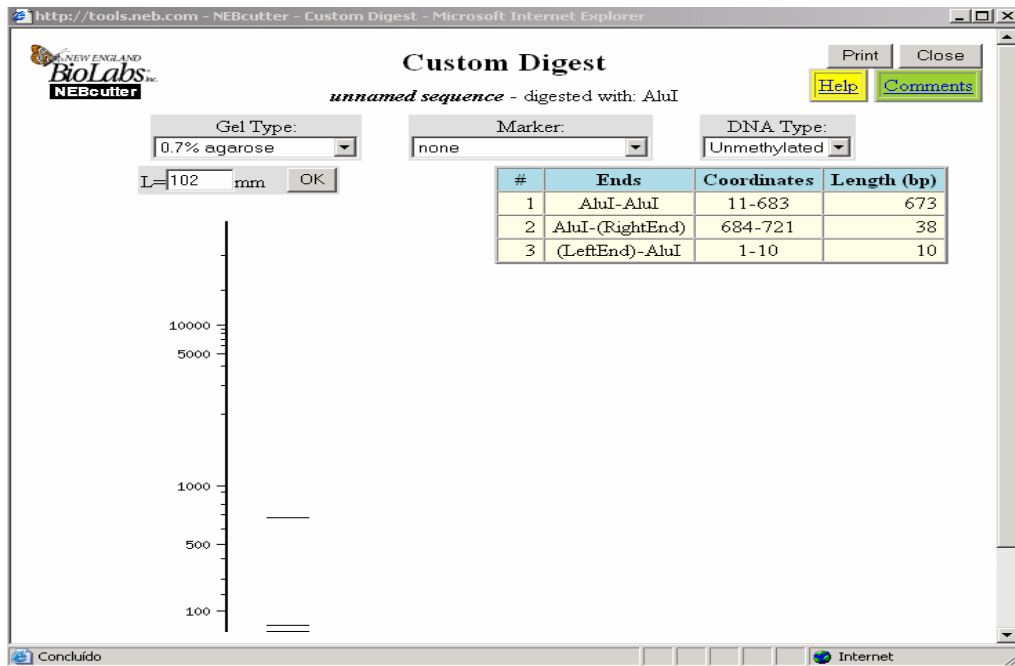 http://tools.neb.com - NEBcutter - Custom Digest - Microsoft Internet Explorer
NEW ENGLAND
BioLabs Inc.
NEBcutter
Custom Digest
unnamed sequence - digested with: AluI
Print Close
Help Comments
Gel Type: Marker: DNA Type:
0.7% agarose none Unmethylated
L= 102 mm OK
# Ends Coordinates Length (bp)
1 AluI-AluI 11-683 673
2 AluI-(RightEnd) 684-721 38
3 (LeftEnd)-AluI 1-10 10
10000
5000
1000
500
100
Concluído Internet